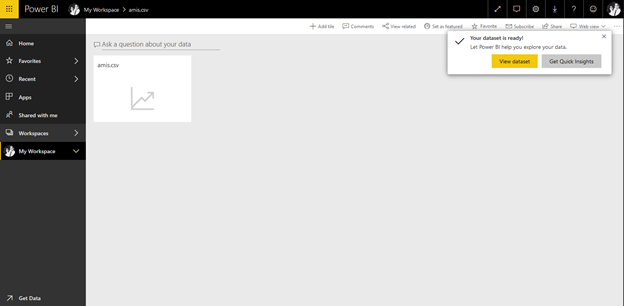 Power BI
My Workspace > amis.csv
Add tile
Comments
View related
Set as featured
Favorite
Subscribe
Share
Web view
Home
Favorites
Recent
Apps
Shared with me
Workspaces
My Workspace
Get Data
Ask a question about your data
amis.csv
Your dataset is ready!
Let Power BI help you explore your data.
View dataset
Get Quick Insights